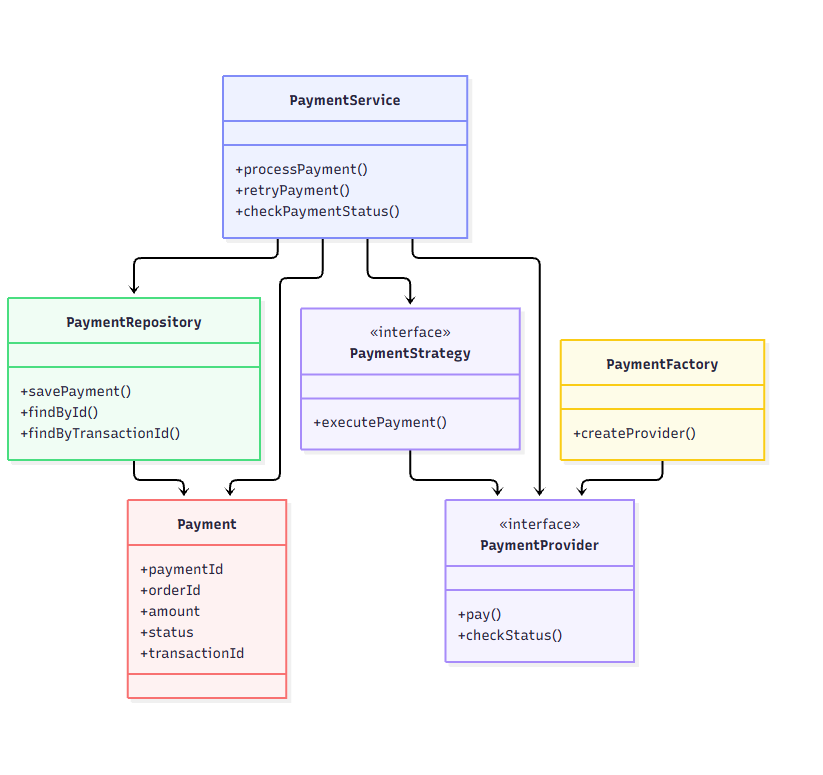 PaymentService
+processPayment()
+retryPayment()
+checkPaymentStatus()
PaymentRepository
+savePayment()
+findById()
+findByTransactionId()
«interface»
PaymentStrategy
+executePayment()
PaymentFactory
+createProvider()
Payment
+paymentId
+orderId
+amount
+status
+transactionId
«interface»
PaymentProvider
+pay()
+checkStatus()